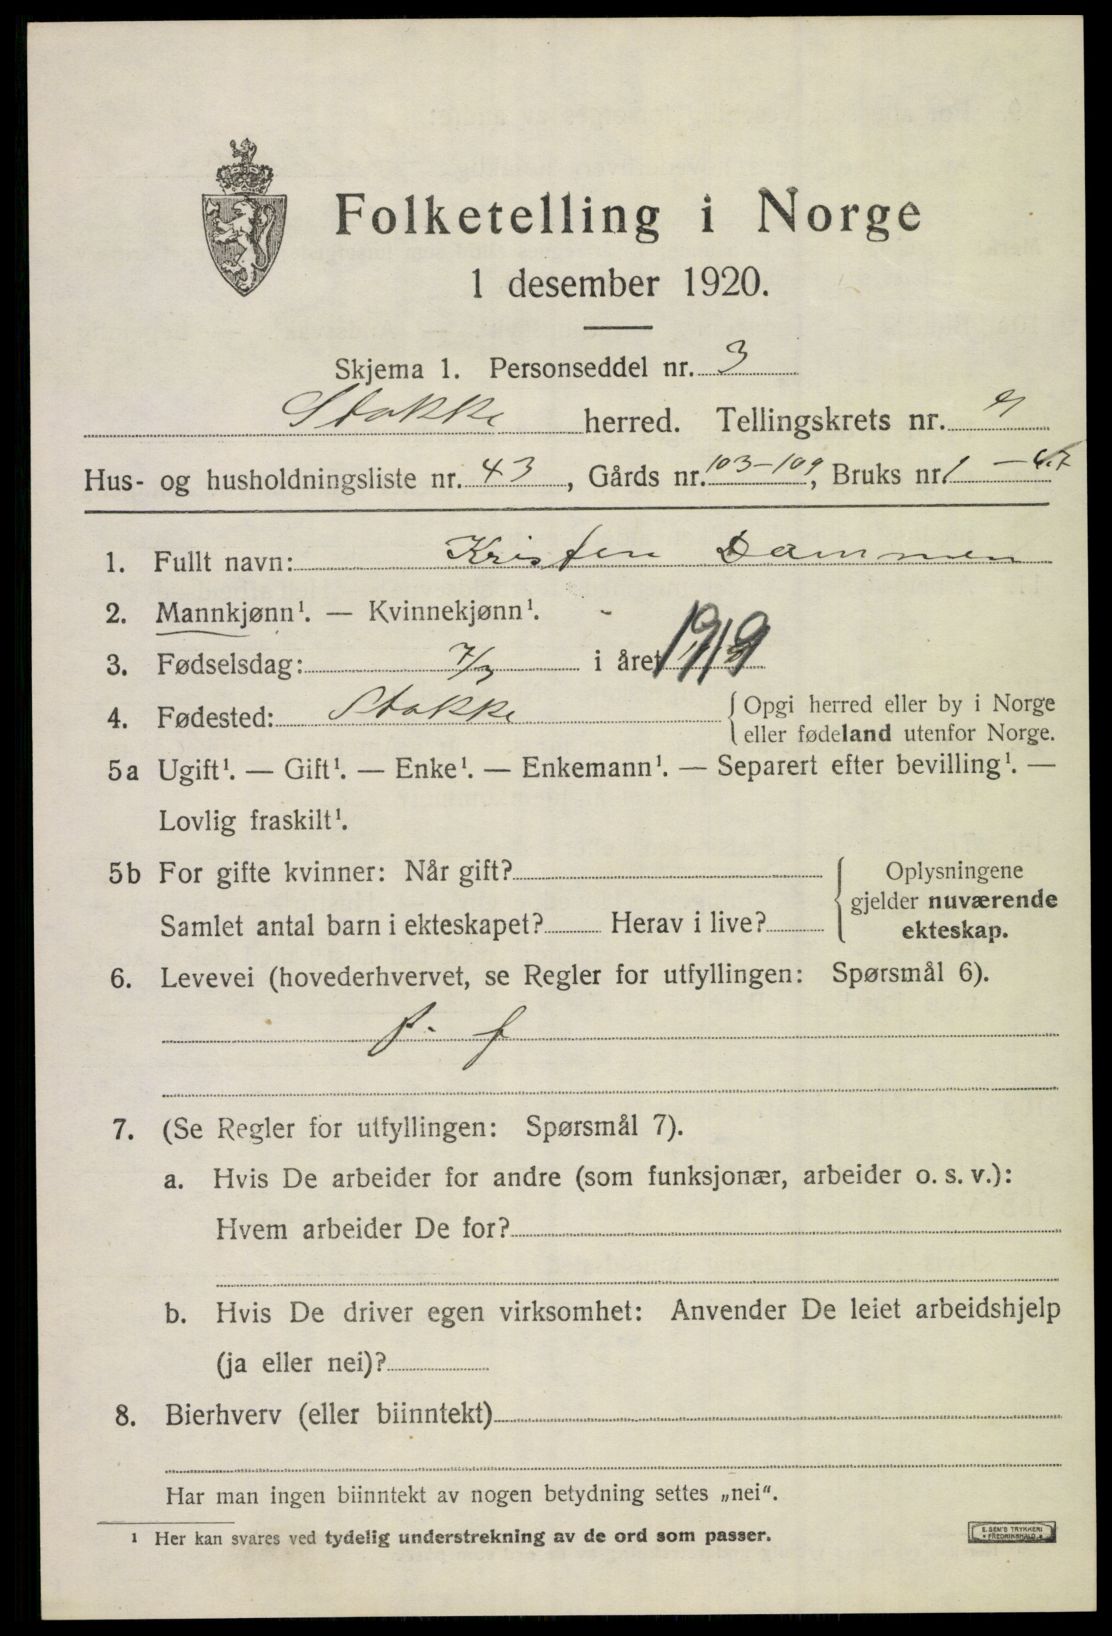 Folketelling i Norge
1 desember 1920.
Skjema 1. Personseddel nr. 3
Stokke herred. Tellingskrets nr.
Hus- og husholdningsliste nr. 43, Gårds nr. 103-109, Bruks nr. 1 -
1. Fullt navn: Kristen Dammen
2. Mannkjønn¹. — Kvinnekjønn¹.
3. Fødselsdag: 7/3 i året 1919
4. Fødested: Stokke { Opgi herred eller by i Norge
eller fødeland utenfor Norge.
5a Ugift¹. — Gift¹. — Enke¹. — Enkemann¹. — Separert efter bevilling¹. —
Lovlig fraskilt¹.
5b For gifte kvinner: Når gift? { Oplysningene
gjelder nuværende
Samlet antal barn i ekteskapet? Herav i live? ekteskap.
6. Levevei (hovederhvervet, se Regler for utfyllingen: Spørsmål 6).
f. f
7. (Se Regler for utfyllingen: Spørsmål 7).
a. Hvis De arbeider for andre (som funksjonær, arbeider o. s. v.):
Hvem arbeider De for?
b. Hvis De driver egen virksomhet: Anvender De leiet arbeidshjelp
(ja eller nei)?
8. Bierhverv (eller biinntekt)
Har man ingen biinntekt av nogen betydning settes „nei".
¹ Her kan svares ved tydelig understrekning av de ord som passer.
E. SEM'S TRYKKERI
FREDRIKSHALD